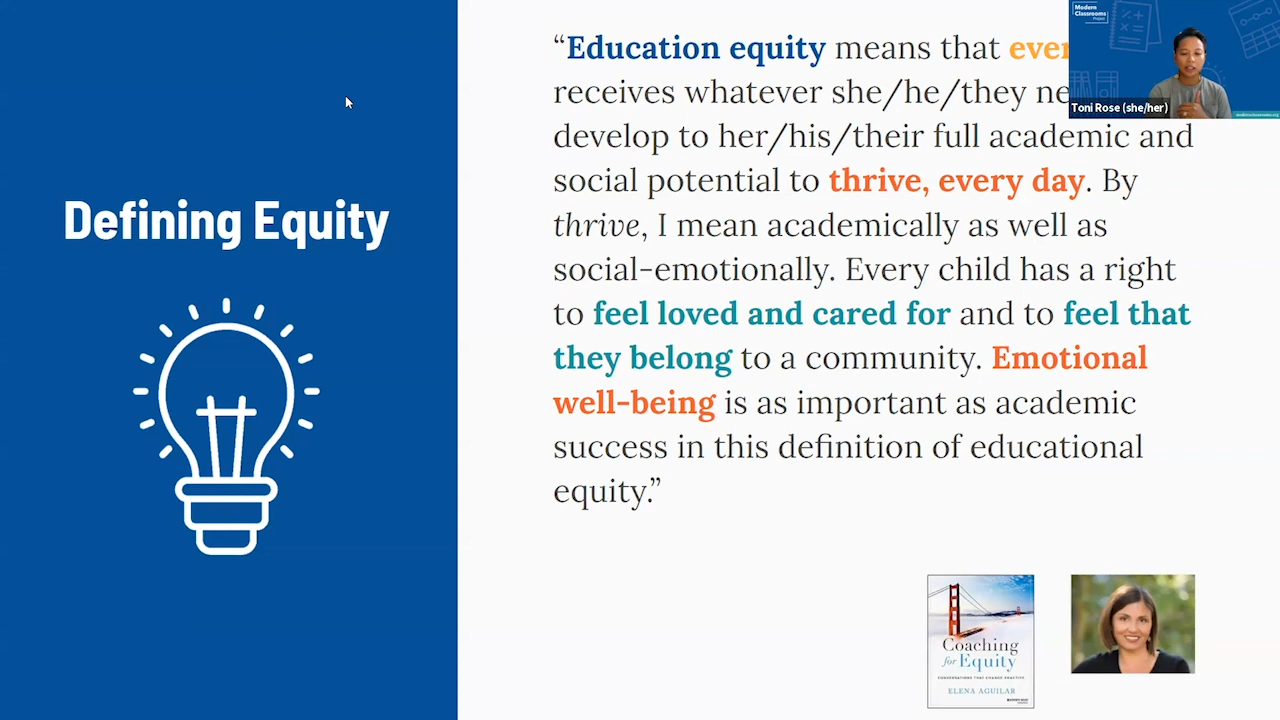 Defining Equity
“Education equity means that ever
receives whatever she/he/they ne
develop to her/his/their full academic and
social potential to thrive, every day. By
thrive, I mean academically as well as
social-emotionally. Every child has a right
to feel loved and cared for and to feel that
they belong to a community. Emotional
well-being is as important as academic
success in this definition of educational
equity.”
Modern
Classrooms
Project
Toni Rose (she/her)
Coaching
for Equity
CONVERSATIONS THAT CHANGE PRACTICE
ELENA AGUILAR